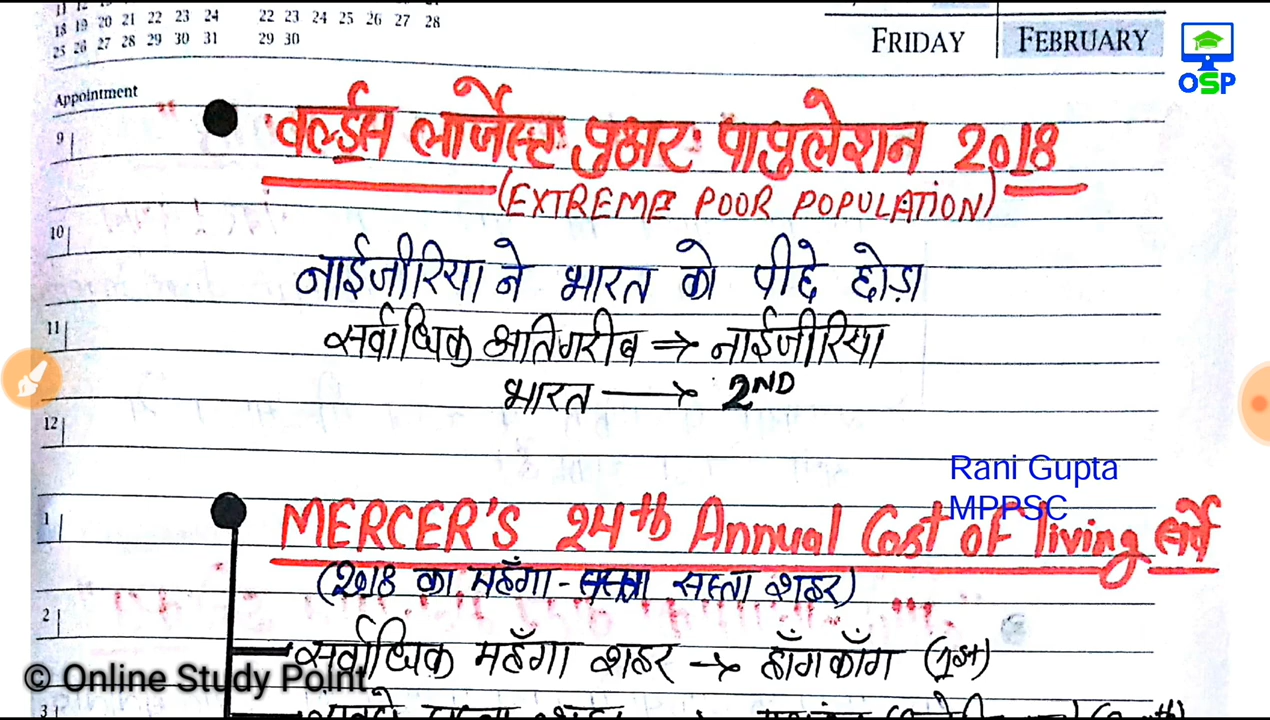 18 19 20 21 22 23 24 22 23 24 25 26 27 28
25 26 27 28 29 30 31 29 30
FRIDAY FEBRUARY
OSP
Appointment
9
वर्ल्डस लार्जेस्ट पुअर पापुलेशन 2018
(EXTREME POOR POPULATION)
10
नाईजीरिया ने भारत को पीछे छोड़ा
11
सर्वाधिक अतिगरीब → नाईजीरिया
भारत → 2ND
12
Rani Gupta
MPPSC
1
MERCER'S 24th Annual Cost of living सर्वे
(2018 का महँगा - सस्ता शहर)
2
सर्वाधिक महँगा शहर → हाँगकाँग (1st)
© Online Study Point
3